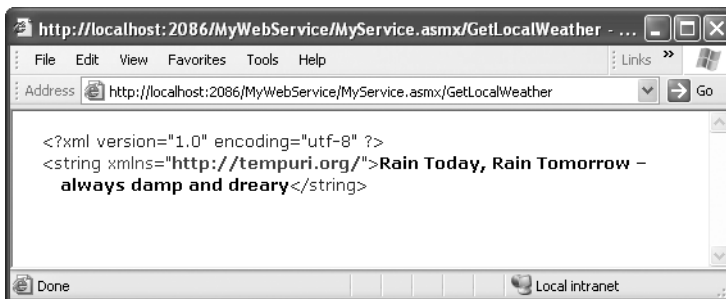 http://localhost:2086/MyWebService/MyService.asmx/GetLocalWeather - ...
File Edit View Favorites Tools Help Links »
Address http://localhost:2086/MyWebService/MyService.asmx/GetLocalWeather Go
<?xml version="1.0" encoding="utf-8" ?>
<string xmlns="http://tempuri.org/">Rain Today, Rain Tomorrow –
always damp and dreary</string>
Done Local intranet